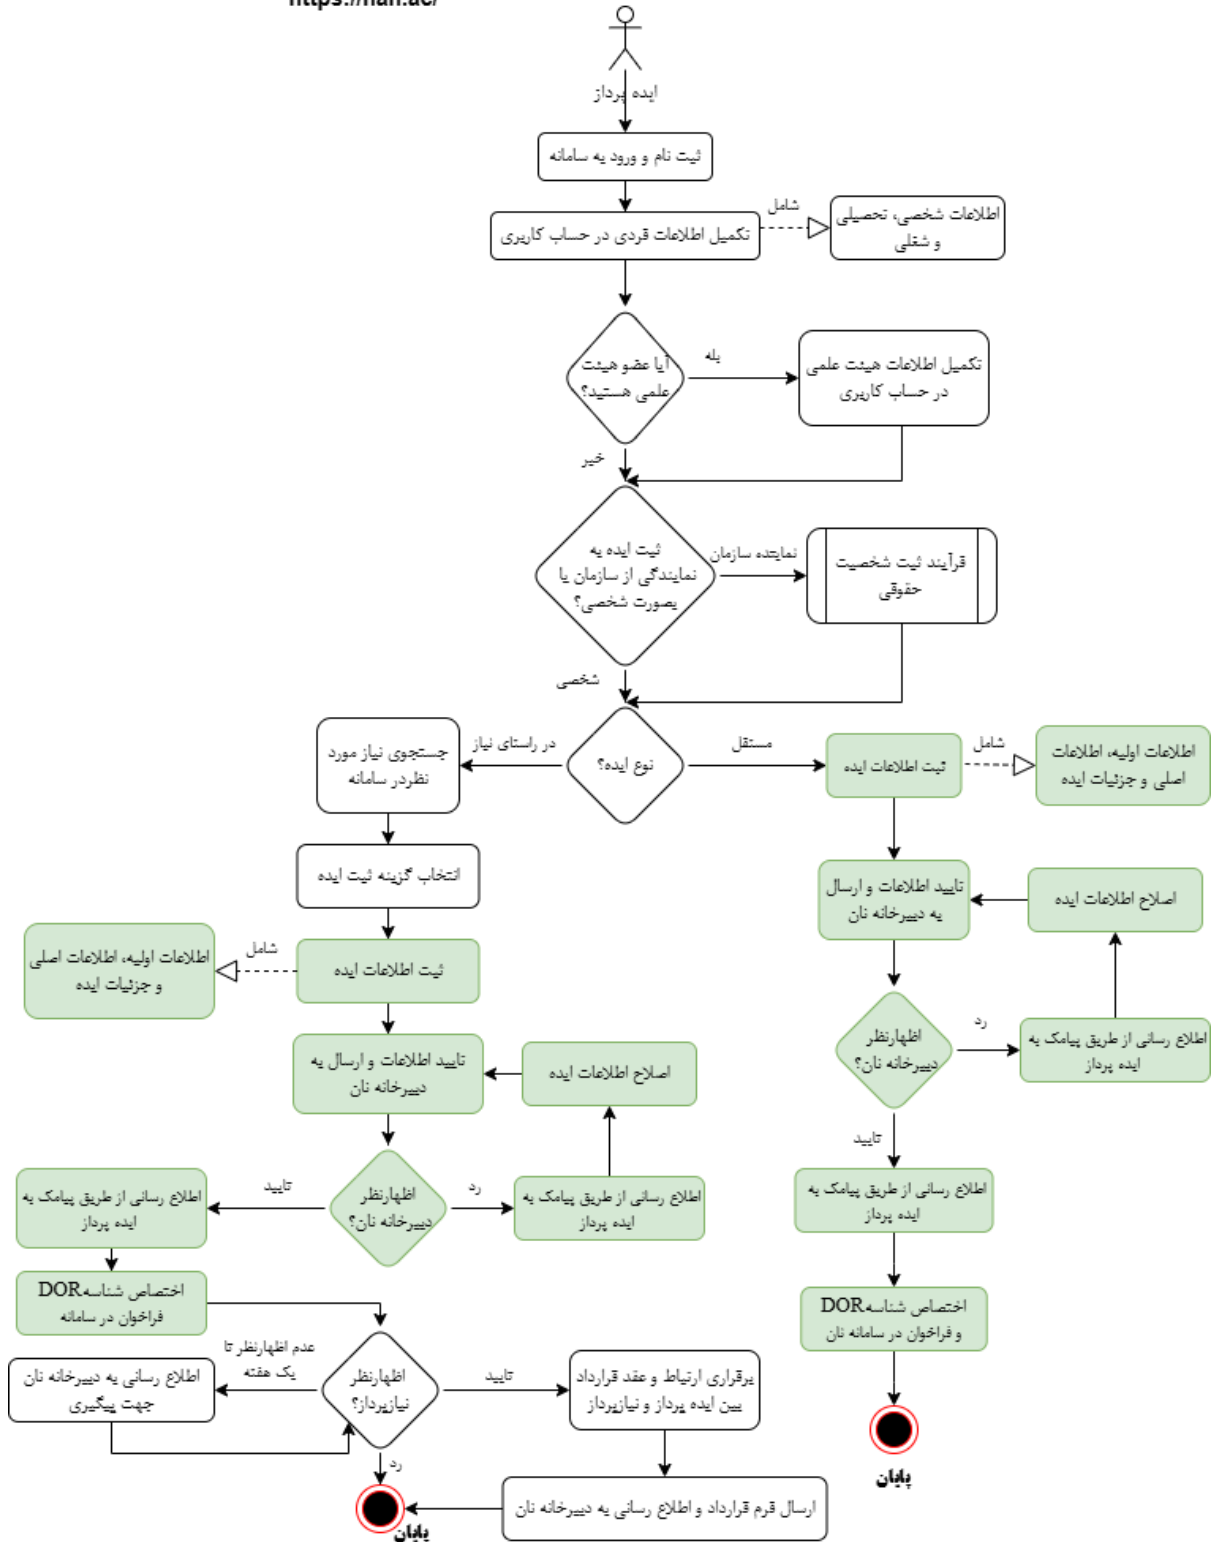 https://nan.ac/
ایده پرداز
ثبت نام و ورود به سامانه
تکمیل اطلاعات فردی در حساب کاربری
شامل
اطلاعات شخصی، تحصیلی
و شغلی
آیا عضو هیئت
علمی هستید؟
بله
تکمیل اطلاعات هیئت علمی
در حساب کاربری
خیر
ثبت ایده به
نمایندگی از سازمان یا
بصورت شخصی؟
نماینده سازمان
فرآیند ثبت شخصیت
حقوقی
شخصی
نوع ایده؟
در راستای نیاز
جستجوی نیاز مورد
نظردر سامانه
مستقل
ثبت اطلاعات ایده
شامل
اطلاعات اولیه، اطلاعات
اصلی و جزئیات ایده
انتخاب گزینه ثبت ایده
تایید اطلاعات و ارسال
به دبیرخانه نان
اصلاح اطلاعات ایده
ثبت اطلاعات ایده
شامل
اطلاعات اولیه، اطلاعات اصلی
و جزئیات ایده
اظهارنظر
دبیرخانه نان؟
رد
اطلاع رسانی از طریق پیامک به
ایده پرداز
تایید اطلاعات و ارسال به
دبیرخانه نان
اصلاح اطلاعات ایده
تایید
اطلاع رسانی از طریق پیامک به
ایده پرداز
اظهارنظر
دبیرخانه نان؟
رد
اطلاع رسانی از طریق پیامک به
ایده پرداز
تایید
اطلاع رسانی از طریق پیامک به
ایده پرداز
اختصاص شناسهDOR
فراخوان در سامانه
اختصاص شناسهDOR
و فراخوان در سامانه نان
اظهارنظر
نیازپرداز؟
عدم اظهارنظر تا
یک هفته
اطلاع رسانی به دبیرخانه نان
جهت پیگیری
تایید
برقراری ارتباط و عقد قرارداد
بین ایده پرداز و نیازپرداز
رد
ارسال فرم قرارداد و اطلاع رسانی به دبیرخانه نان
پایان
پایان